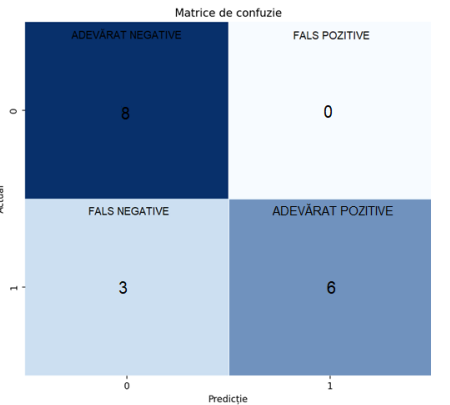 Matrice de confuzie
ADEVĂRAT NEGATIVE
FALS POZITIVE
0
8
0
Actual
FALS NEGATIVE
ADEVĂRAT POZITIVE
1
3
6
0
1
Predicție